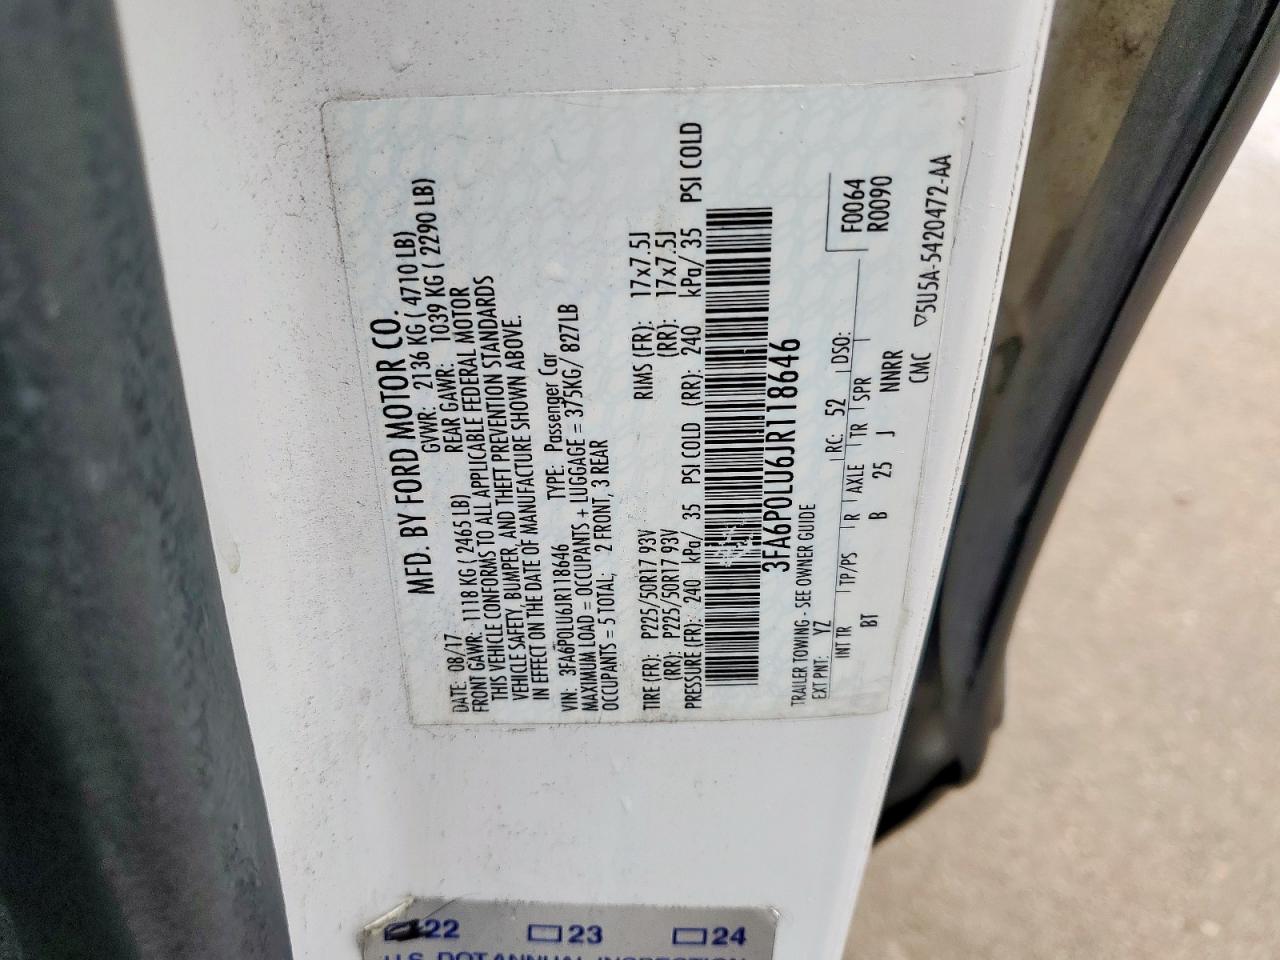 MFD. BY FORD MOTOR CO.
DATE: 08/17 GVWR: 2136 KG ( 4710 LB)
FRONT GAWR: 1118 KG ( 2465 LB) REAR GAWR: 1039 KG ( 2290 LB)
THIS VEHICLE CONFORMS TO ALL APPLICABLE FEDERAL MOTOR
VEHICLE SAFETY, BUMPER, AND THEFT PREVENTION STANDARDS
IN EFFECT ON THE DATE OF MANUFACTURE SHOWN ABOVE.
VIN: 3FA6P0LU6JR118646 TYPE: Passenger Car
MAXIMUM LOAD = OCCUPANTS + LUGGAGE = 375KG/ 827LB
OCCUPANTS = 5 TOTAL; 2 FRONT, 3 REAR
TIRE (FR): P225/50R17 93V RIMS (FR): 17x7.5J
(RR): P225/50R17 93V (RR): 17x7.5J
PRESSURE (FR): 240 kPa/ 35 PSI COLD (RR): 240 kPa/ 35 PSI COLD
3FA6P0LU6JR118646
TRAILER TOWING - SEE OWNER GUIDE
EXT PNT: YZ RC: 52 DSO: F0064
R0090
INT TR TP/PS R AXLE TR SPR
BT B 25 J NNRR
CMC ▽5U5A-5420472-AA
22 23 24
U.S. DOT ANNUAL INSPECTION